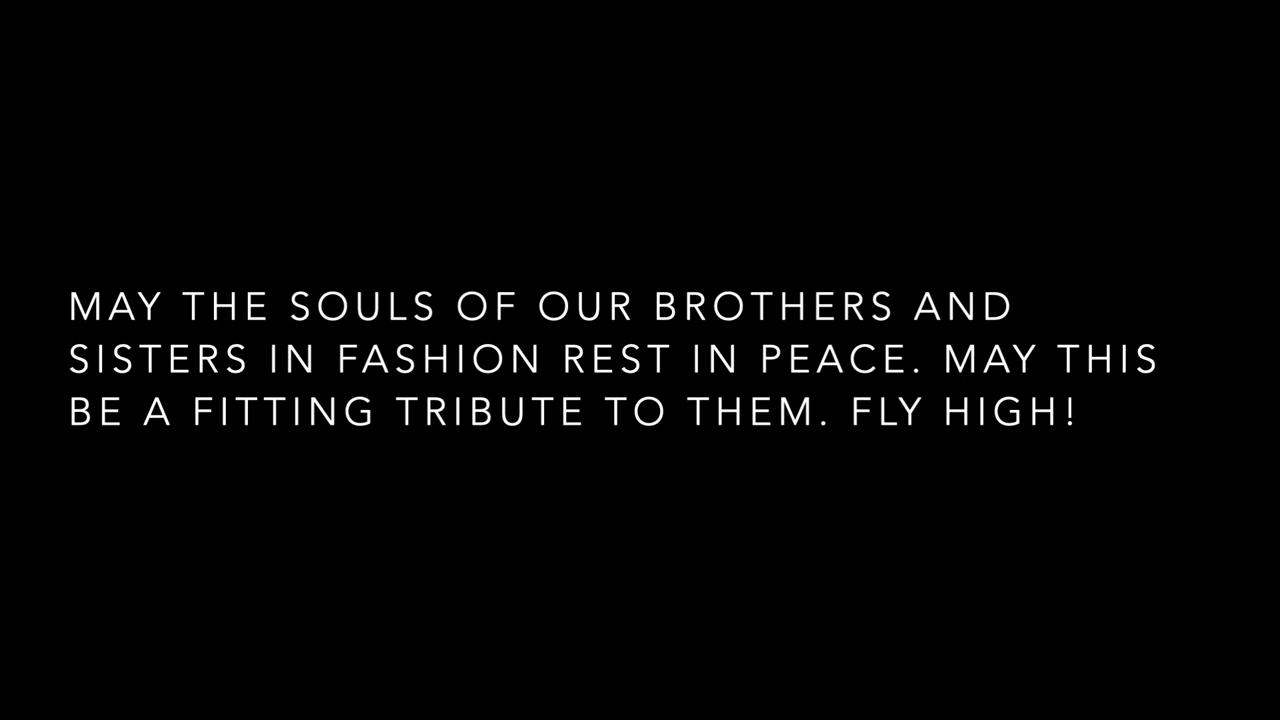 MAY THE SOULS OF OUR BROTHERS AND
SISTERS IN FASHION REST IN PEACE. MAY THIS
BE A FITTING TRIBUTE TO THEM. FLY HIGH!